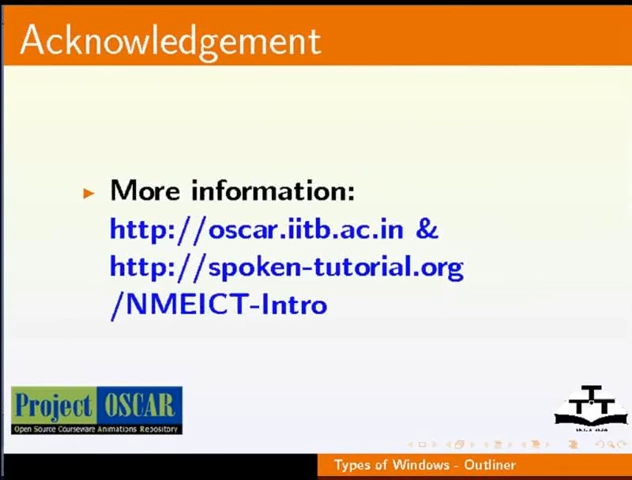 Acknowledgement
More information:
http://oscar.iitb.ac.in &
http://spoken-tutorial.org
/NMEICT-Intro
Project OSCAR
Open Source Courseware Animations Repository
Types of Windows - Outliner